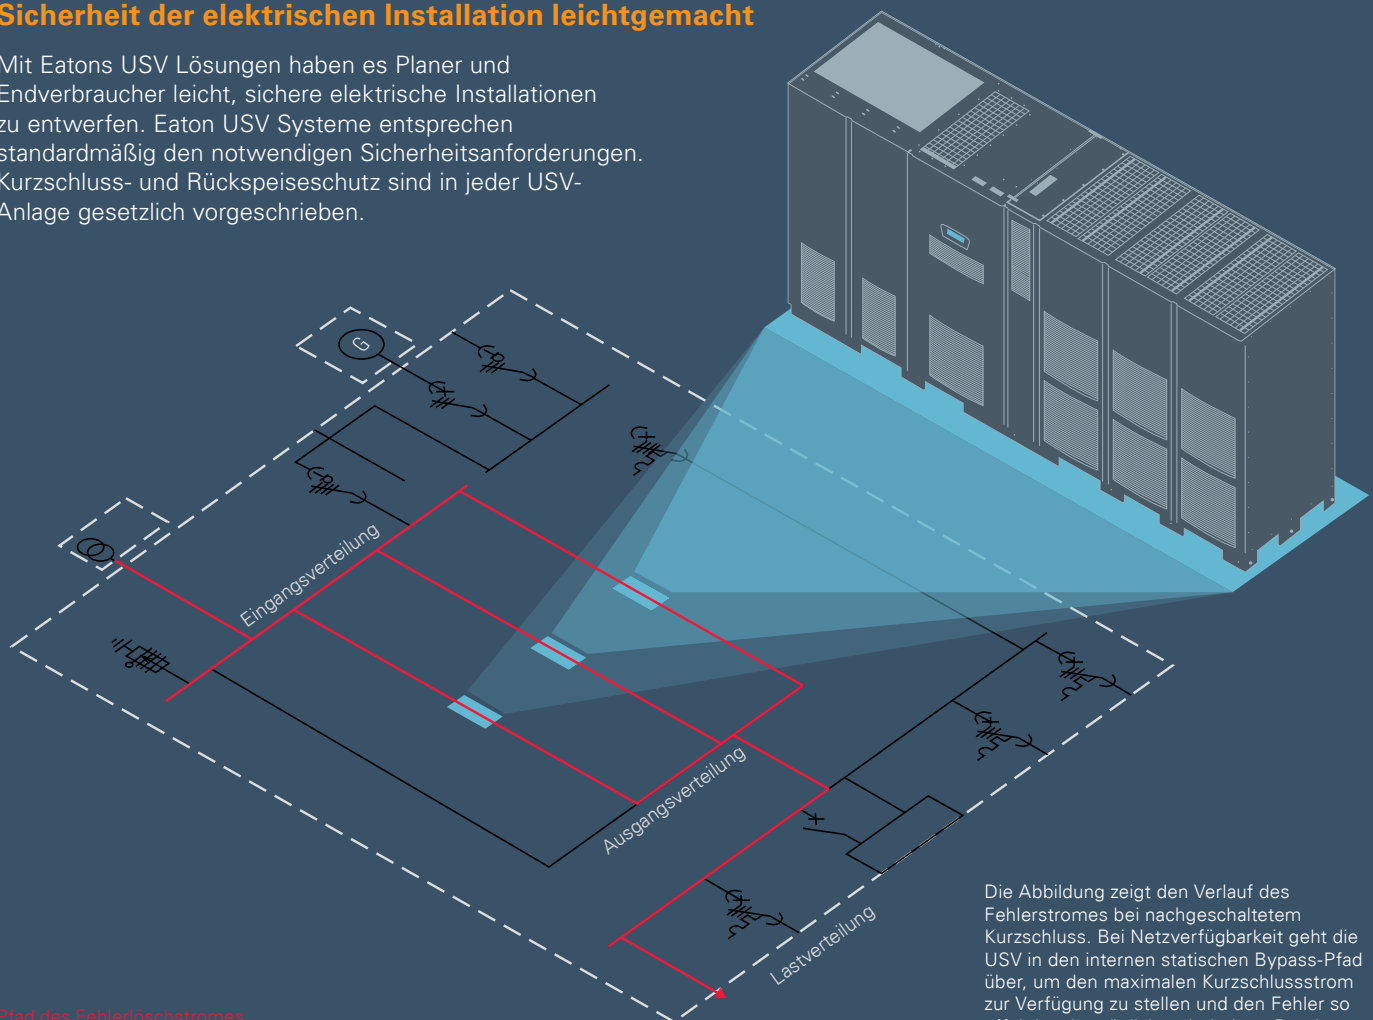 Sicherheit der elektrischen Installation leichtgemacht
Mit Eatons USV Lösungen haben es Planer und
Endverbraucher leicht, sichere elektrische Installationen
zu entwerfen. Eaton USV Systeme entsprechen
standardmäßig den notwendigen Sicherheitsanforderungen.
Kurzschluss- und Rückspeiseschutz sind in jeder USV-
Anlage gesetzlich vorgeschrieben.
G
Eingangsverteilung
Ausgangsverteilung
Lastverteilung
Die Abbildung zeigt den Verlauf des
Fehlerstromes bei nachgeschaltetem
Kurzschluss. Bei Netzverfügbarkeit geht die
USV in den internen statischen Bypass-Pfad
über, um den maximalen Kurzschlussstrom
zur Verfügung zu stellen und den Fehler so
Pfad des Fehlerlöschstromes